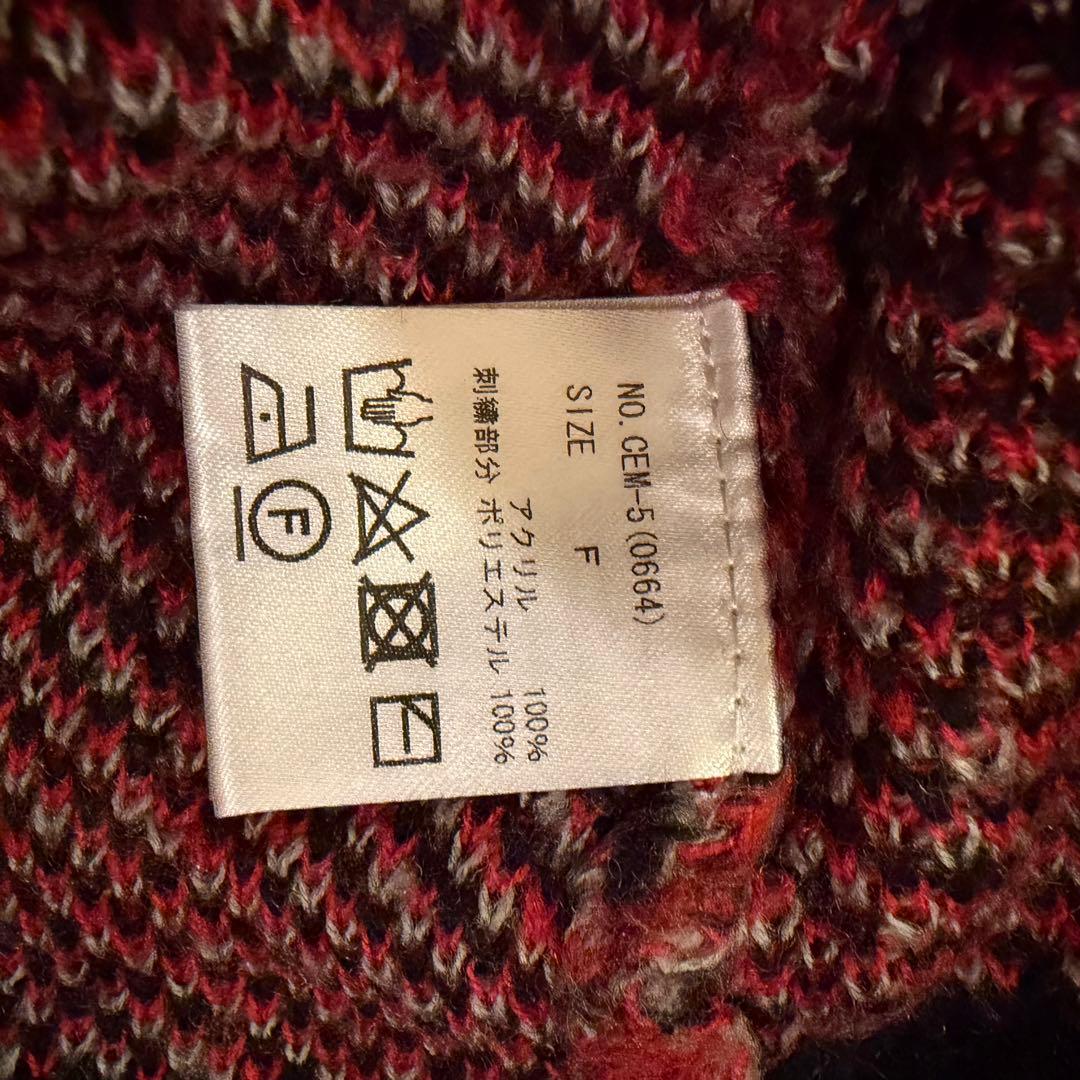 NO. CEM-5(0664)
SIZE F
アクリル 100%
刺繍部分 ポリエステル 100%
F